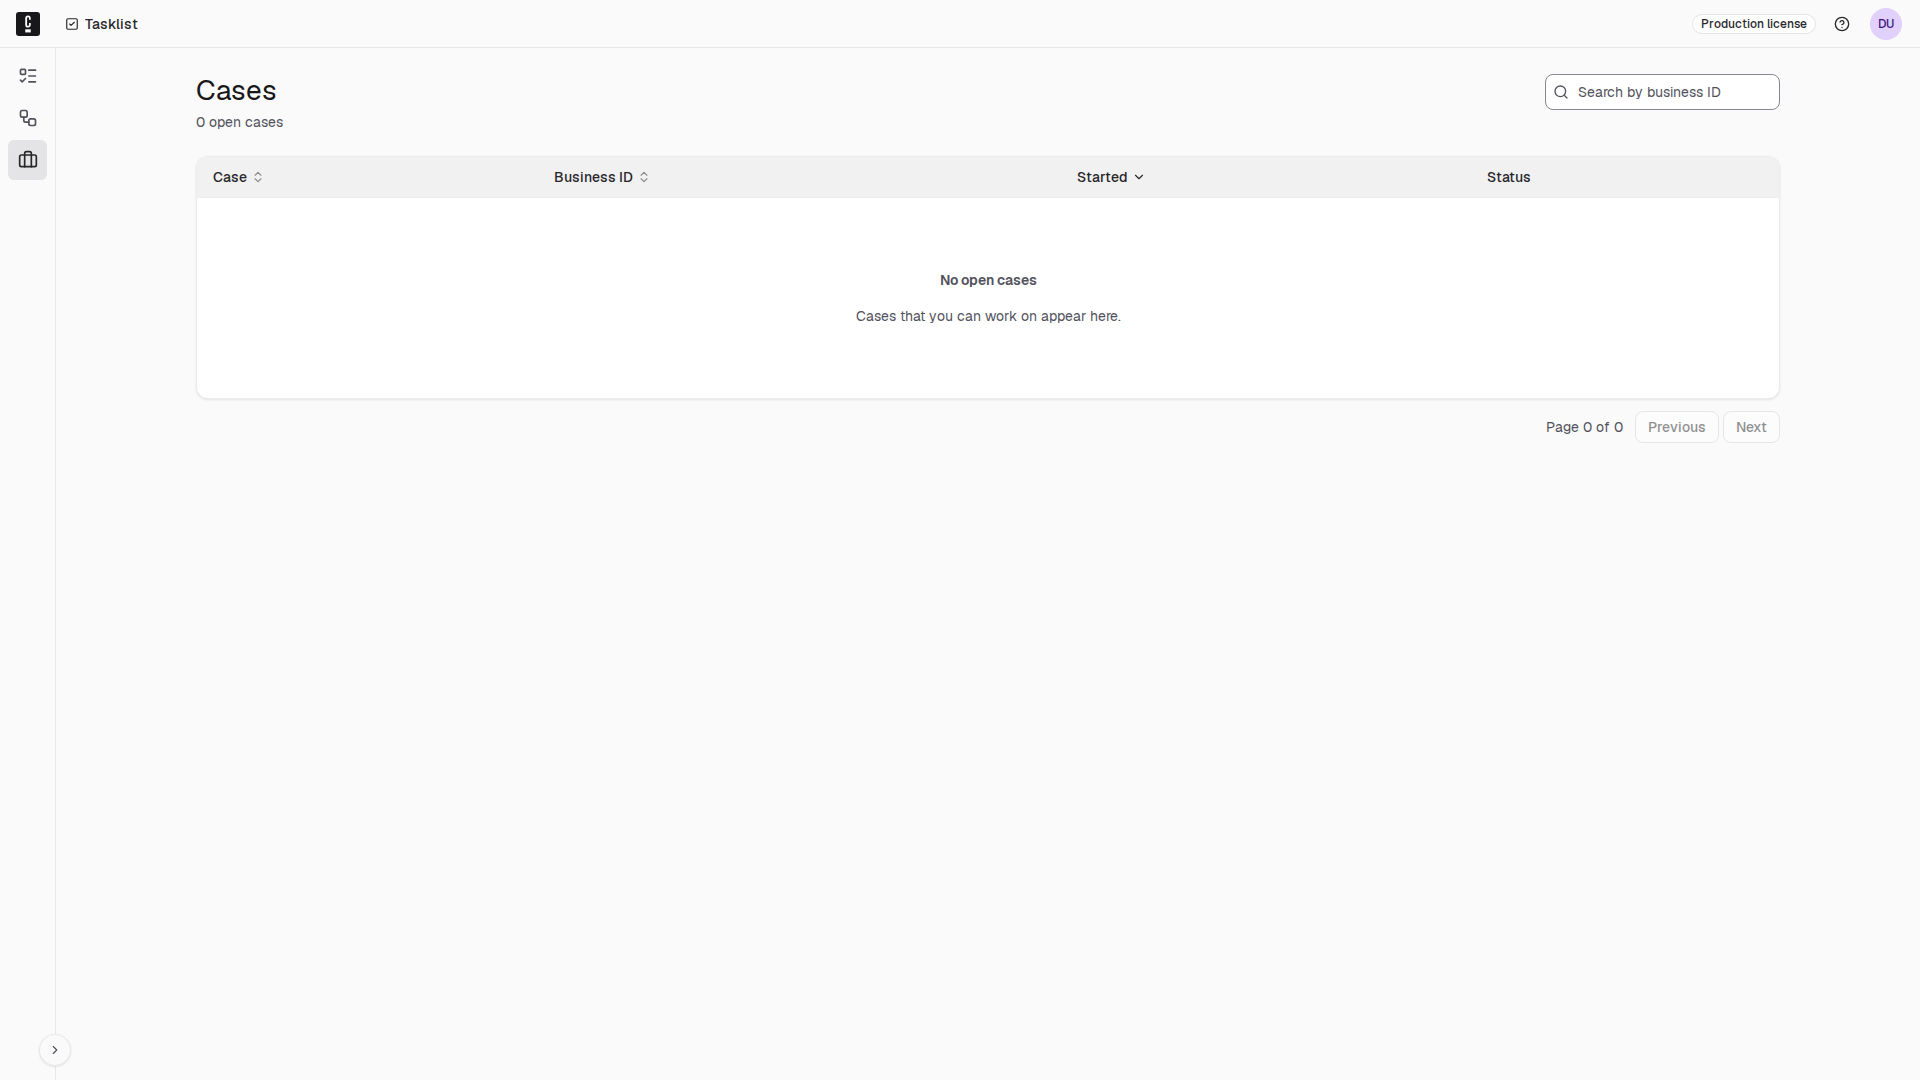 Tasklist
Production license
DU
Cases
Search by business ID
0 open cases
Case
Business ID
Started
Status
No open cases
Cases that you can work on appear here.
Page 0 of 0
Previous
Next